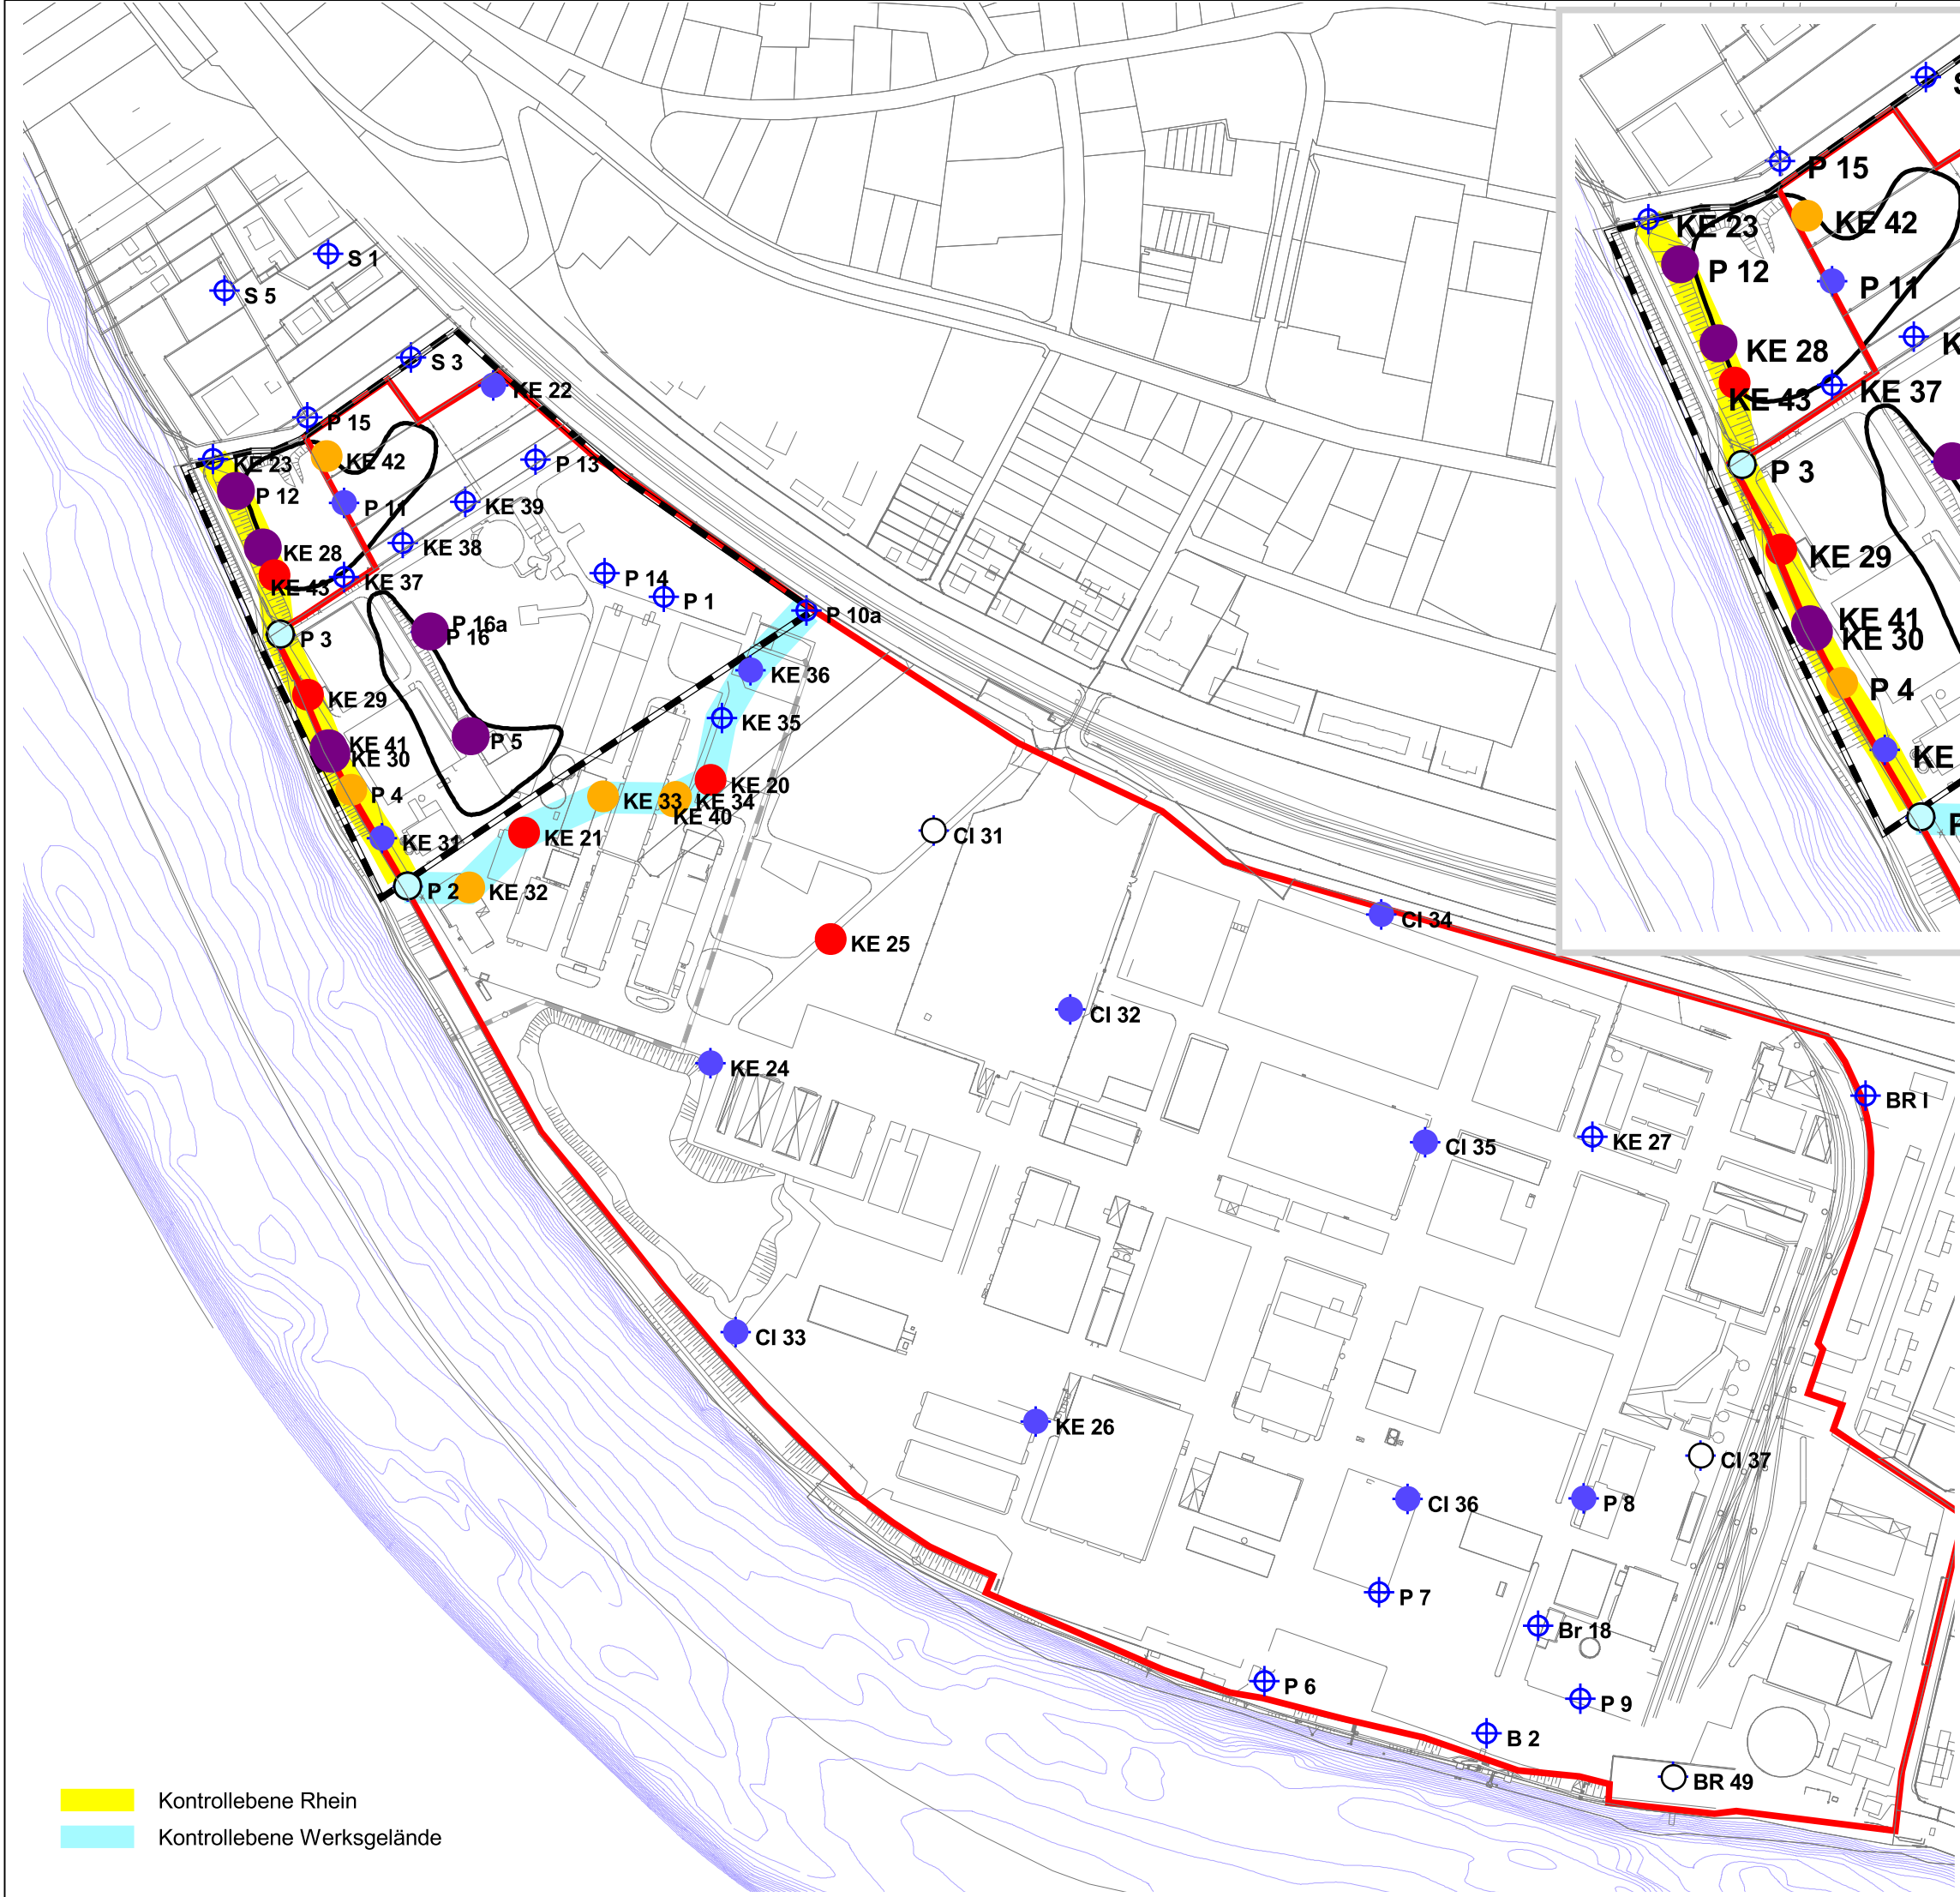 S 1
S 5
S 3
KE 22
P 15
KE 42
KE 23
P 13
P 12
P 11
KE 39
KE 28
KE 38
KE 43
KE 37
P 14
P 1
P 10a
P 3
P 16a
P 16
KE 36
KE 29
KE 35
KE 41
KE 30
P 5
P 4
KE 20
KE 33
KE 34
KE 40
KE 31
KE 21
CI 31
P 2
KE 32
KE 25
CI 34
CI 32
KE 24
BR I
KE 27
CI 35
CI 33
KE 26
CI 37
CI 36
P 8
P 7
Br 18
P 6
P 9
B 2
BR 49
P 15
KE 42
KE 23
P 12
P 11
KE 28
K
KE 43
KE 37
P 3
KE 29
KE 41
KE 30
P 4
KE
Kontrollebene Rhein
Kontrollebene Werksgelände